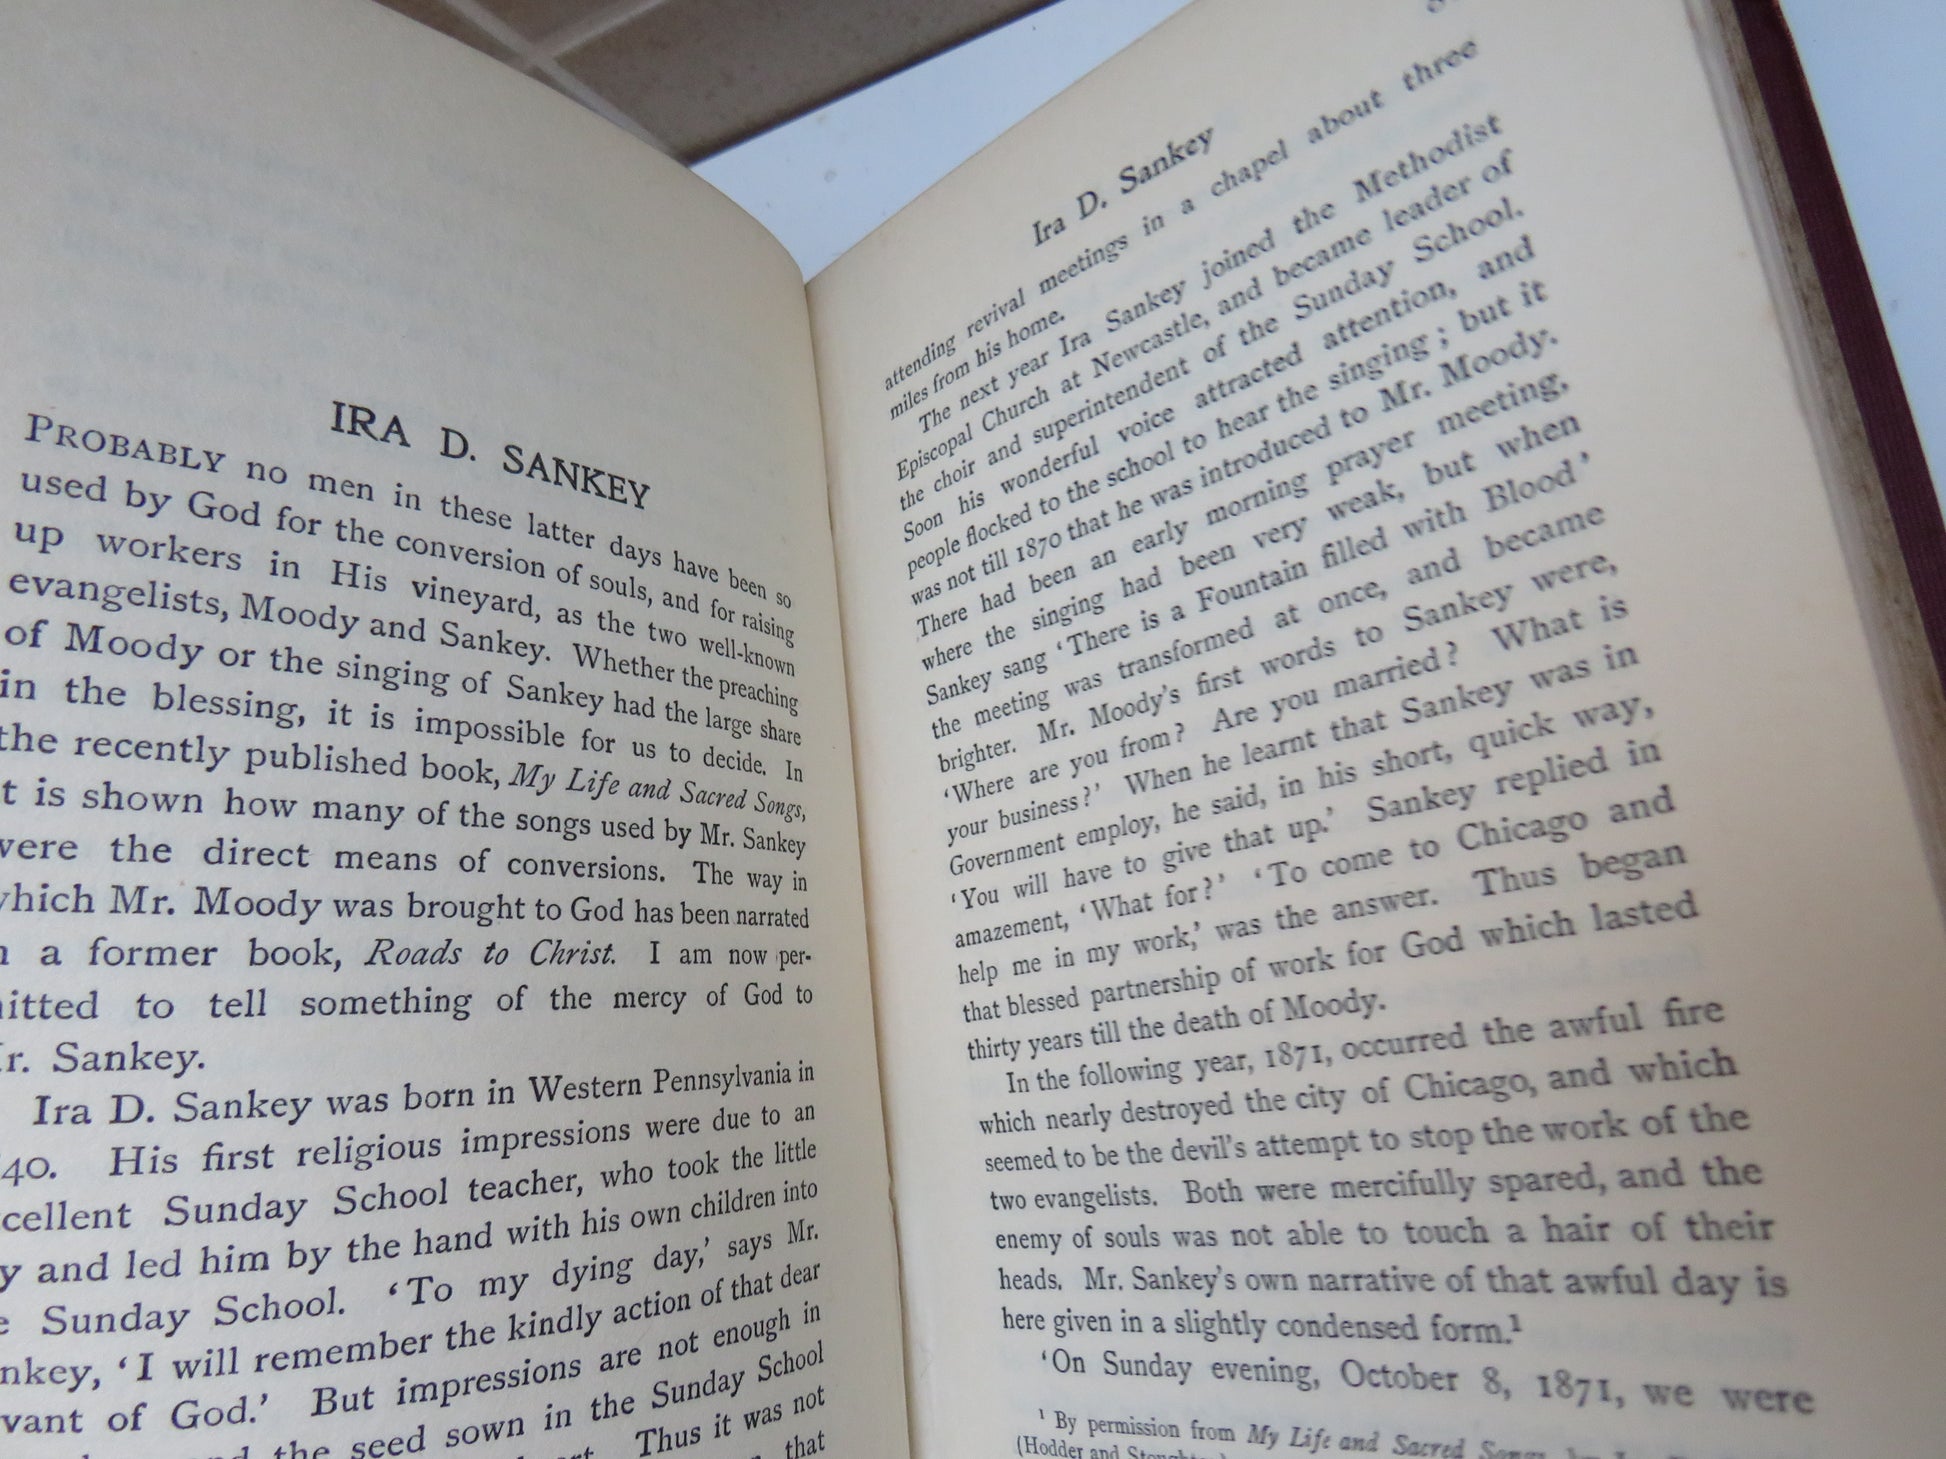 IRA D. SANKEY
PROBABLY no men in these latter days have been so
used by God for the conversion of souls, and for raising
up workers in His vineyard, as the two well-known
evangelists, Moody and Sankey. Whether the preaching
of Moody or the singing of Sankey had the large share
in the blessing, it is impossible for us to decide. In
the recently published book, My Life and Sacred Songs,
t is shown how many of the songs used by Mr. Sankey
were the direct means of conversions. The way in
which Mr. Moody was brought to God has been narrated
a former book, Roads to Christ. I am now per-
itted to tell something of the mercy of God to
r. Sankey.
Ira D. Sankey was born in Western Pennsylvania in
40. His first religious impressions were due to an
cellent Sunday School teacher, who took the little
y and led him by the hand with his own children into
e Sunday School. ‘To my dying day,’ says Mr.
nkey, ‘I will remember the kindly action of that dear
vant of God.’ But impressions are not enough in
the seed sown in the Sunday School
Thus it was not
that
Ira D. Sankey
attending revival meetings in a chapel about three
miles from his home.
The next year Ira Sankey joined the Methodist
Episcopal Church at Newcastle, and became leader of
the choir and superintendent of the Sunday School.
Soon his wonderful voice attracted attention, and
people flocked to the school to hear the singing; but it
was not till 1870 that he was introduced to Mr. Moody.
There had been an early morning prayer meeting,
where the singing had been very weak, but when
Sankey sang ‘There is a Fountain filled with Blood’
the meeting was transformed at once, and became
brighter. Mr. Moody’s first words to Sankey were,
‘Where are you from? Are you married? What is
your business?’ When he learnt that Sankey was in
Government employ, he said, in his short, quick way,
‘You will have to give that up.’ Sankey replied in
amazement, ‘What for?’ ‘To come to Chicago and
help me in my work,’ was the answer. Thus began
that blessed partnership of work for God which lasted
thirty years till the death of Moody.
In the following year, 1871, occurred the awful fire
which nearly destroyed the city of Chicago, and which
seemed to be the devil’s attempt to stop the work of the
two evangelists. Both were mercifully spared, and the
enemy of souls was not able to touch a hair of their
heads. Mr. Sankey’s own narrative of that awful day is
here given in a slightly condensed form.¹
‘On Sunday evening, October 8, 1871, we were
¹ By permission from My Life and Sacred Songs
(Hodder and